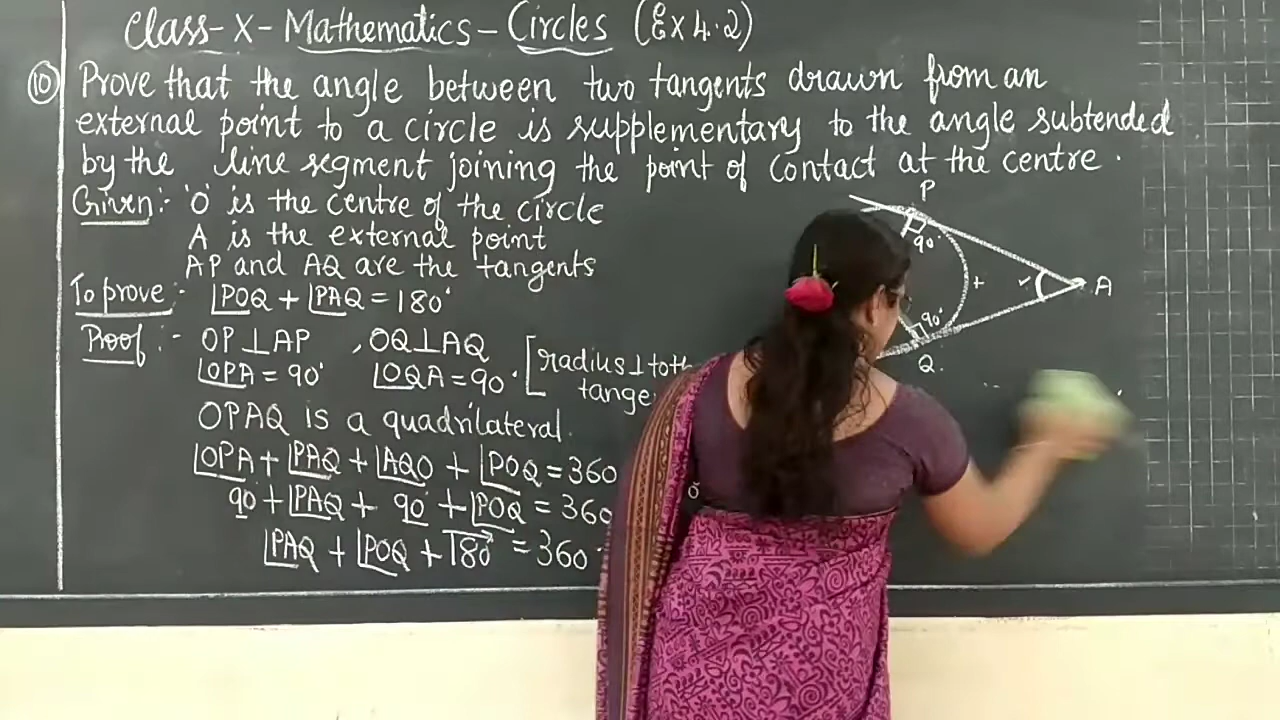 Class-X-Mathematics-Circles (Ex 4.2)
⑩ Prove that the angle between two tangents drawn from an
external point to a circle is supplementary to the angle subtended
by the line segment joining the point of contact at the centre.
Given:- 'O' is the centre of the circle
A is the external point
AP and AQ are the tangents
To prove:- ∠POQ + ∠PAQ = 180°
Proof:- OP⊥AP , OQ⊥AQ
∠OPA = 90° ∠OQA = 90° [radius⊥ to th
tange
OPAQ is a quadrilateral.
∠OPA + ∠PAQ + ∠AQO + ∠POQ = 360
90° + ∠PAQ + 90° + ∠POQ = 360
∠PAQ + ∠POQ + 180° = 360°
P
90°
A
90°
Q.